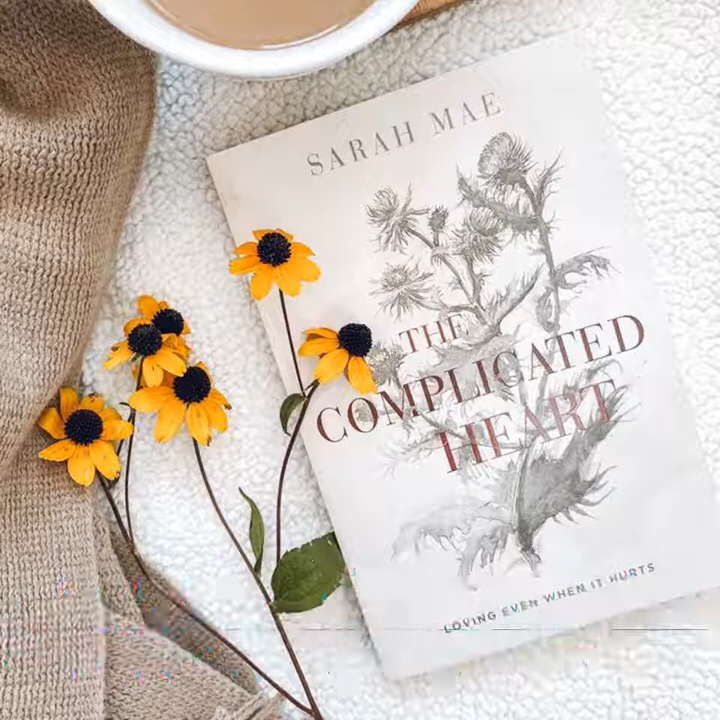 SARAH MAE
THE
COMPLICATED
HEART
LOVING EVEN WHEN IT HURTS